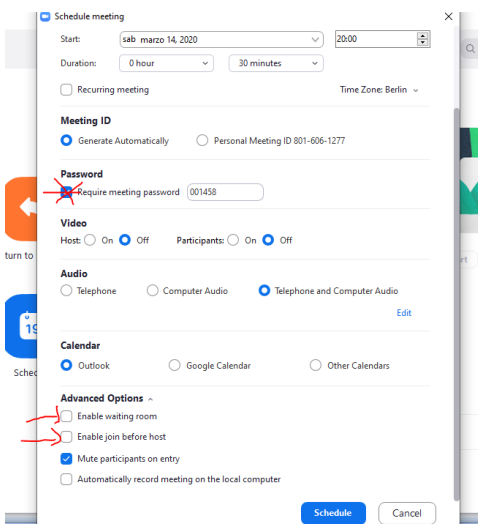 Schedule meeting
Start: sab marzo 14, 2020 20:00
Duration: 0 hour 30 minutes
Recurring meeting Time Zone: Berlin
Meeting ID
Generate Automatically Personal Meeting ID 801-606-1277
Password
Require meeting password 001458
Video
Host: On Off Participants: On Off
turn to
rt
Audio
Telephone Computer Audio Telephone and Computer Audio
Edit
19
Calendar
Outlook Google Calendar Other Calendars
Sched
Advanced Options
Enable waiting room
Enable join before host
Mute participants on entry
Automatically record meeting on the local computer
Schedule Cancel